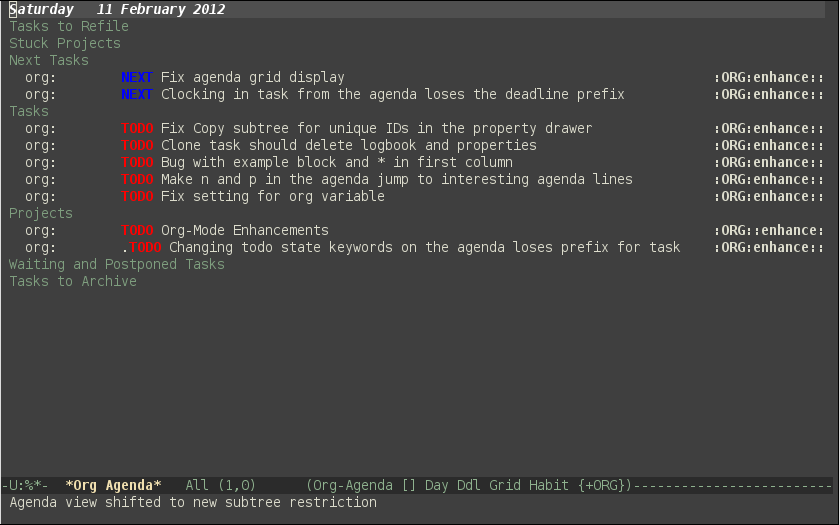 Saturday   11 February 2012
Tasks to Refile
Stuck Projects
Next Tasks
  org:        NEXT Fix agenda grid display                                              :ORG:enhance::
  org:        NEXT Clocking in task from the agenda loses the deadline prefix           :ORG:enhance::
Tasks
  org:        TODO Fix Copy subtree for unique IDs in the property drawer               :ORG:enhance::
  org:        TODO Clone task should delete logbook and properties                      :ORG:enhance::
  org:        TODO Bug with example block and * in first column                         :ORG:enhance::
  org:        TODO Make n and p in the agenda jump to interesting agenda lines          :ORG:enhance::
  org:        TODO Fix setting for org variable                                         :ORG:enhance::
Projects
  org:        TODO Org-Mode Enhancements                                                :ORG::enhance:
  org:        .TODO Changing todo state keywords on the agenda loses prefix for task    :ORG:enhance::
Waiting and Postponed Tasks
Tasks to Archive
-U:%*-  *Org Agenda*   All (1,0)      (Org-Agenda [] Day Ddl Grid Habit {+ORG})-------------------------
Agenda view shifted to new subtree restriction